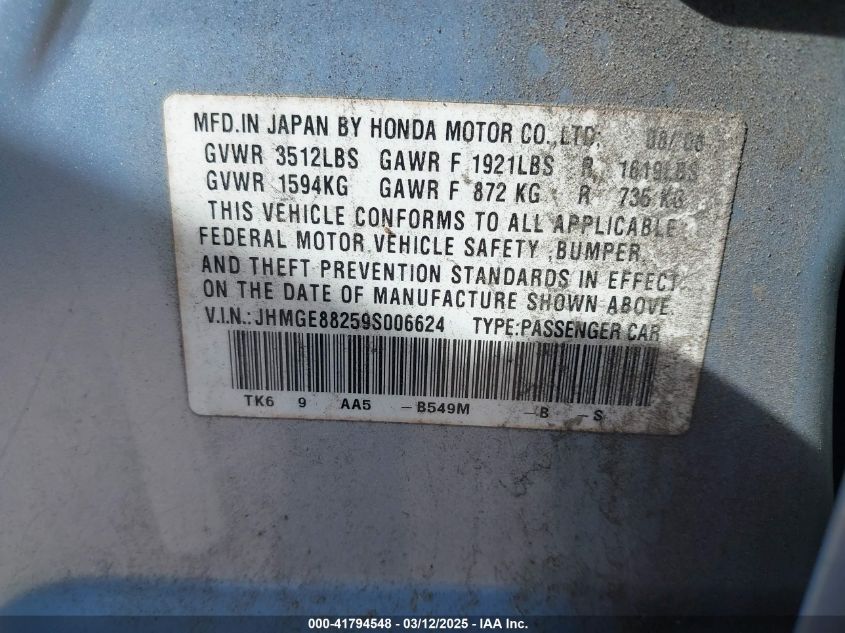 MFD.IN JAPAN BY HONDA MOTOR CO.,LTD.
GVWR 3512LBS GAWR F 1921LBS R 1619LBS
GVWR 1594KG GAWR F 872 KG R 735 KG
THIS VEHICLE CONFORMS TO ALL APPLICABLE
FEDERAL MOTOR VEHICLE SAFETY ,BUMPER,
AND THEFT PREVENTION STANDARDS IN EFFECT
ON THE DATE OF MANUFACTURE SHOWN ABOVE.
V.I.N.:JHMGE88259S006624 TYPE:PASSENGER CAR
TK6 9 AA5 -B549M -B -S
000-41794548 - 03/12/2025 - IAA Inc.